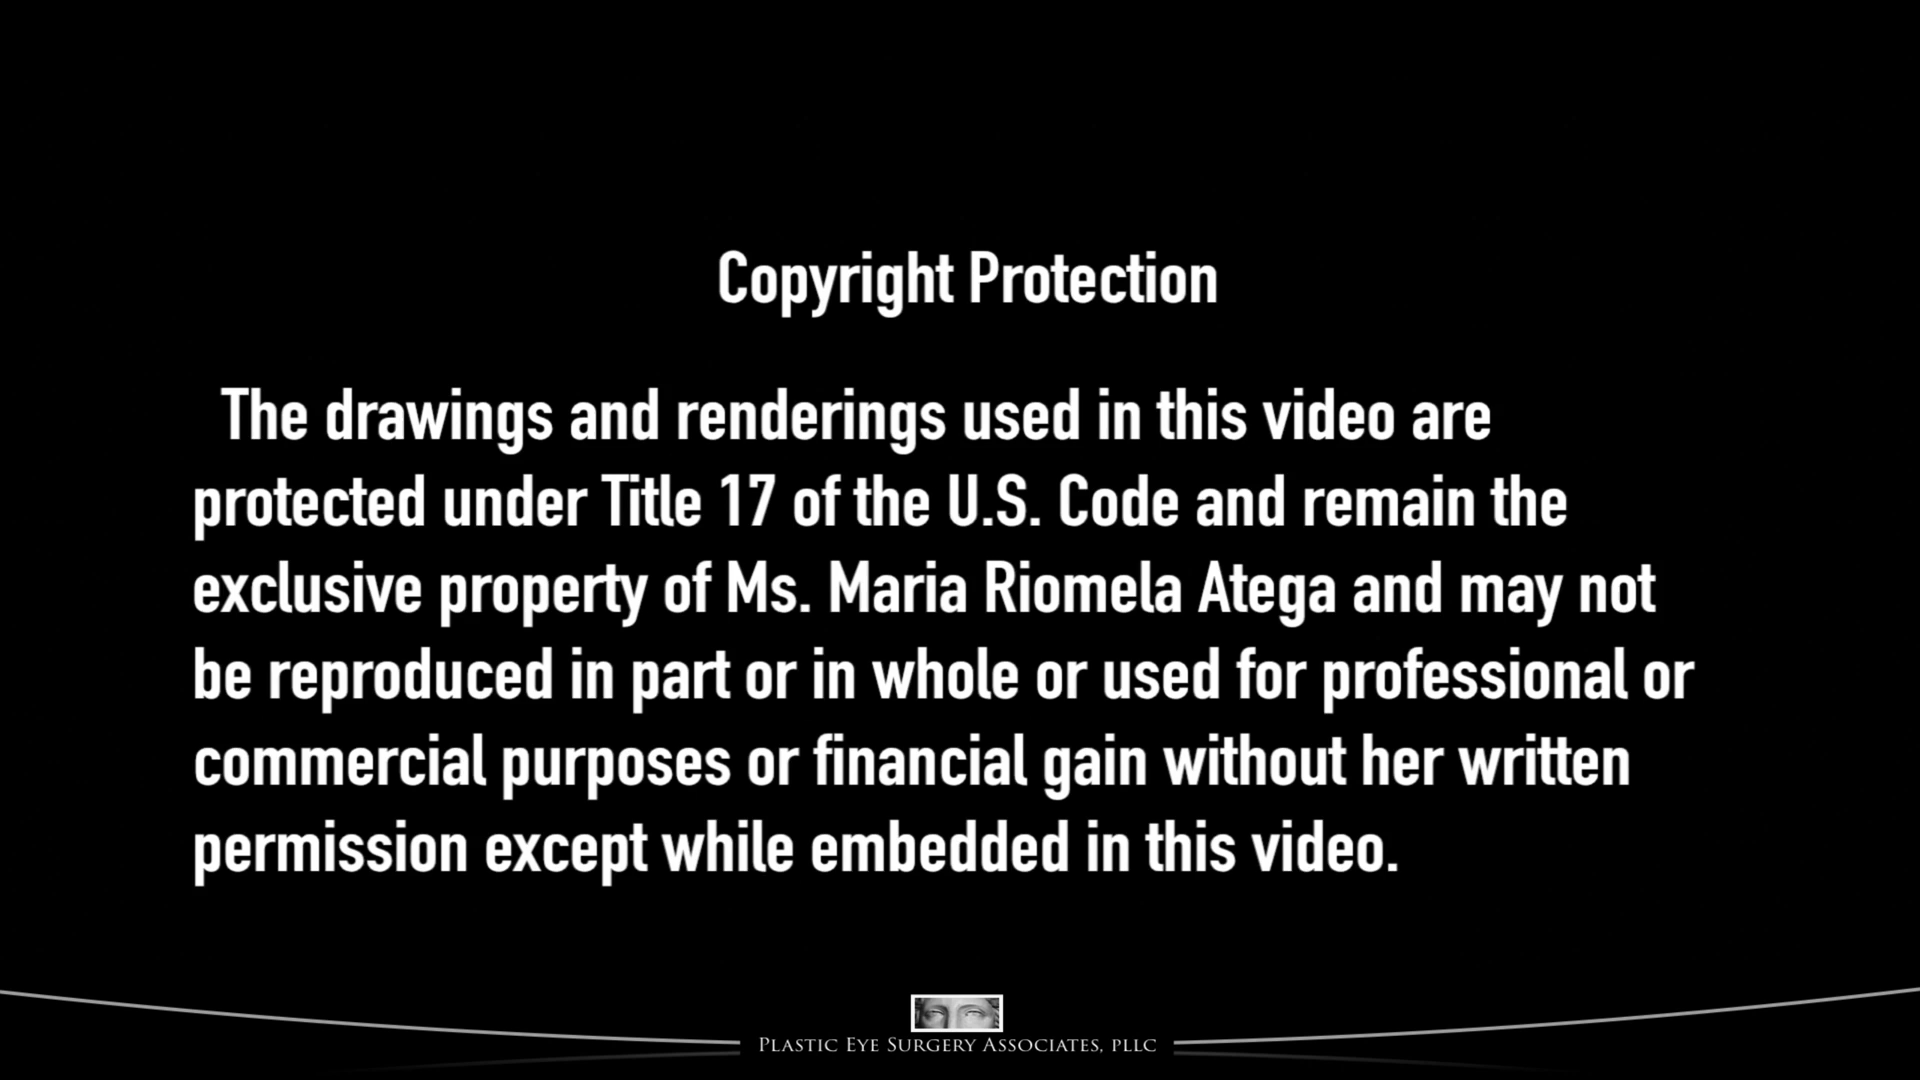 Copyright Protection
The drawings and renderings used in this video are
protected under Title 17 of the U.S. Code and remain the
exclusive property of Ms. Maria Riomela Atega and may not
be reproduced in part or in whole or used for professional or
commercial purposes or financial gain without her written
permission except while embedded in this video.
PLASTIC EYE SURGERY ASSOCIATES, PLLC